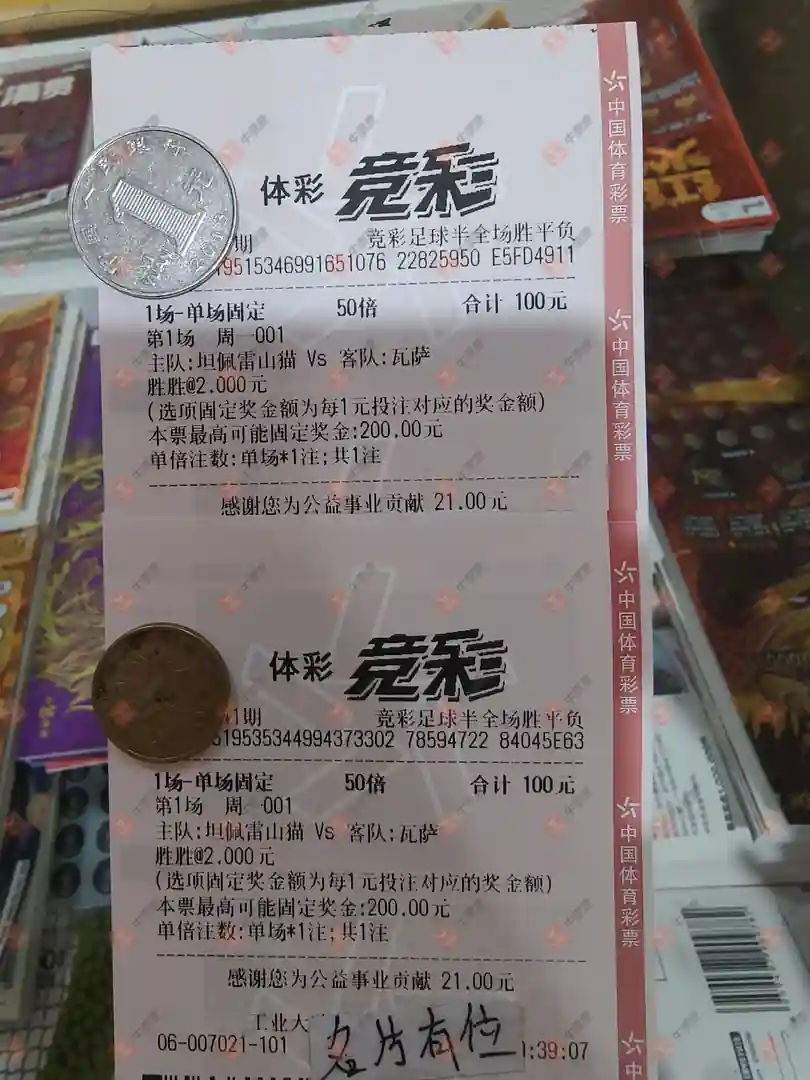 中国体育彩票
体彩 竞彩
期 竞彩足球半全场胜平负
19515346991651076 22825950 E5FD4911
1场-单场固定 50倍 合计 100元
第1场 周一001
主队:坦佩雷山猫 Vs 客队:瓦萨
胜胜@2.000元
(选项固定奖金额为每1元投注对应的奖金额)
本票最高可能固定奖金:200.00元
单倍注数:单场*1注;共1注
感谢您为公益事业贡献 21.00元
中国体育彩票
中国体育彩票
体彩 竞彩
1期 竞彩足球半全场胜平负
519535344994373302 78594722 84045E63
1场-单场固定 50倍 合计 100元
第1场 周一001
主队:坦佩雷山猫 Vs 客队:瓦萨
胜胜@2.000元
(选项固定奖金额为每1元投注对应的奖金额)
本票最高可能固定奖金:200.00元
单倍注数:单场*1注;共1注
感谢您为公益事业贡献 21.00元
中国体育彩票
工业大
06-007021-101 名片有位 1:39:07